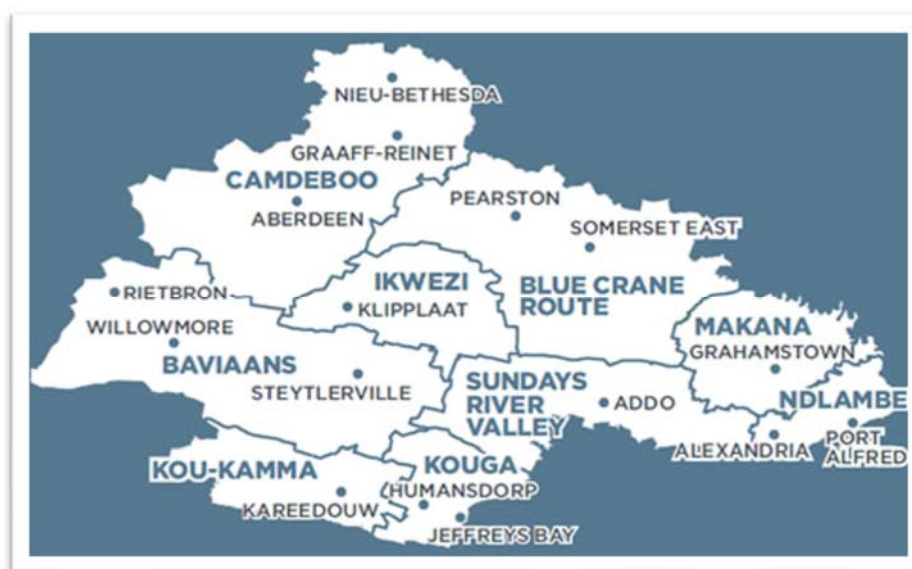 NIEU-BETHESDA
GRAAFF-REINET
CAMDEBOO
ABERDEEN
PEARSTON
SOMERSET EAST
RIETBRON
IKWEZI
KLIPPLAAT
BLUE CRANE
ROUTE
WILLOWMORE
BAVIAANS
STEYTLERVILLE
MAKANA
GRAHAMSTOWN
SUNDAYS
RIVER
VALLEY
ADDO
NDLAMBE
ALEXANDRIA
PORT
ALFRED
KOU-KAMMA
KAREEDOUW
KOUGA
HUMANSDORP
JEFFREYS BAY